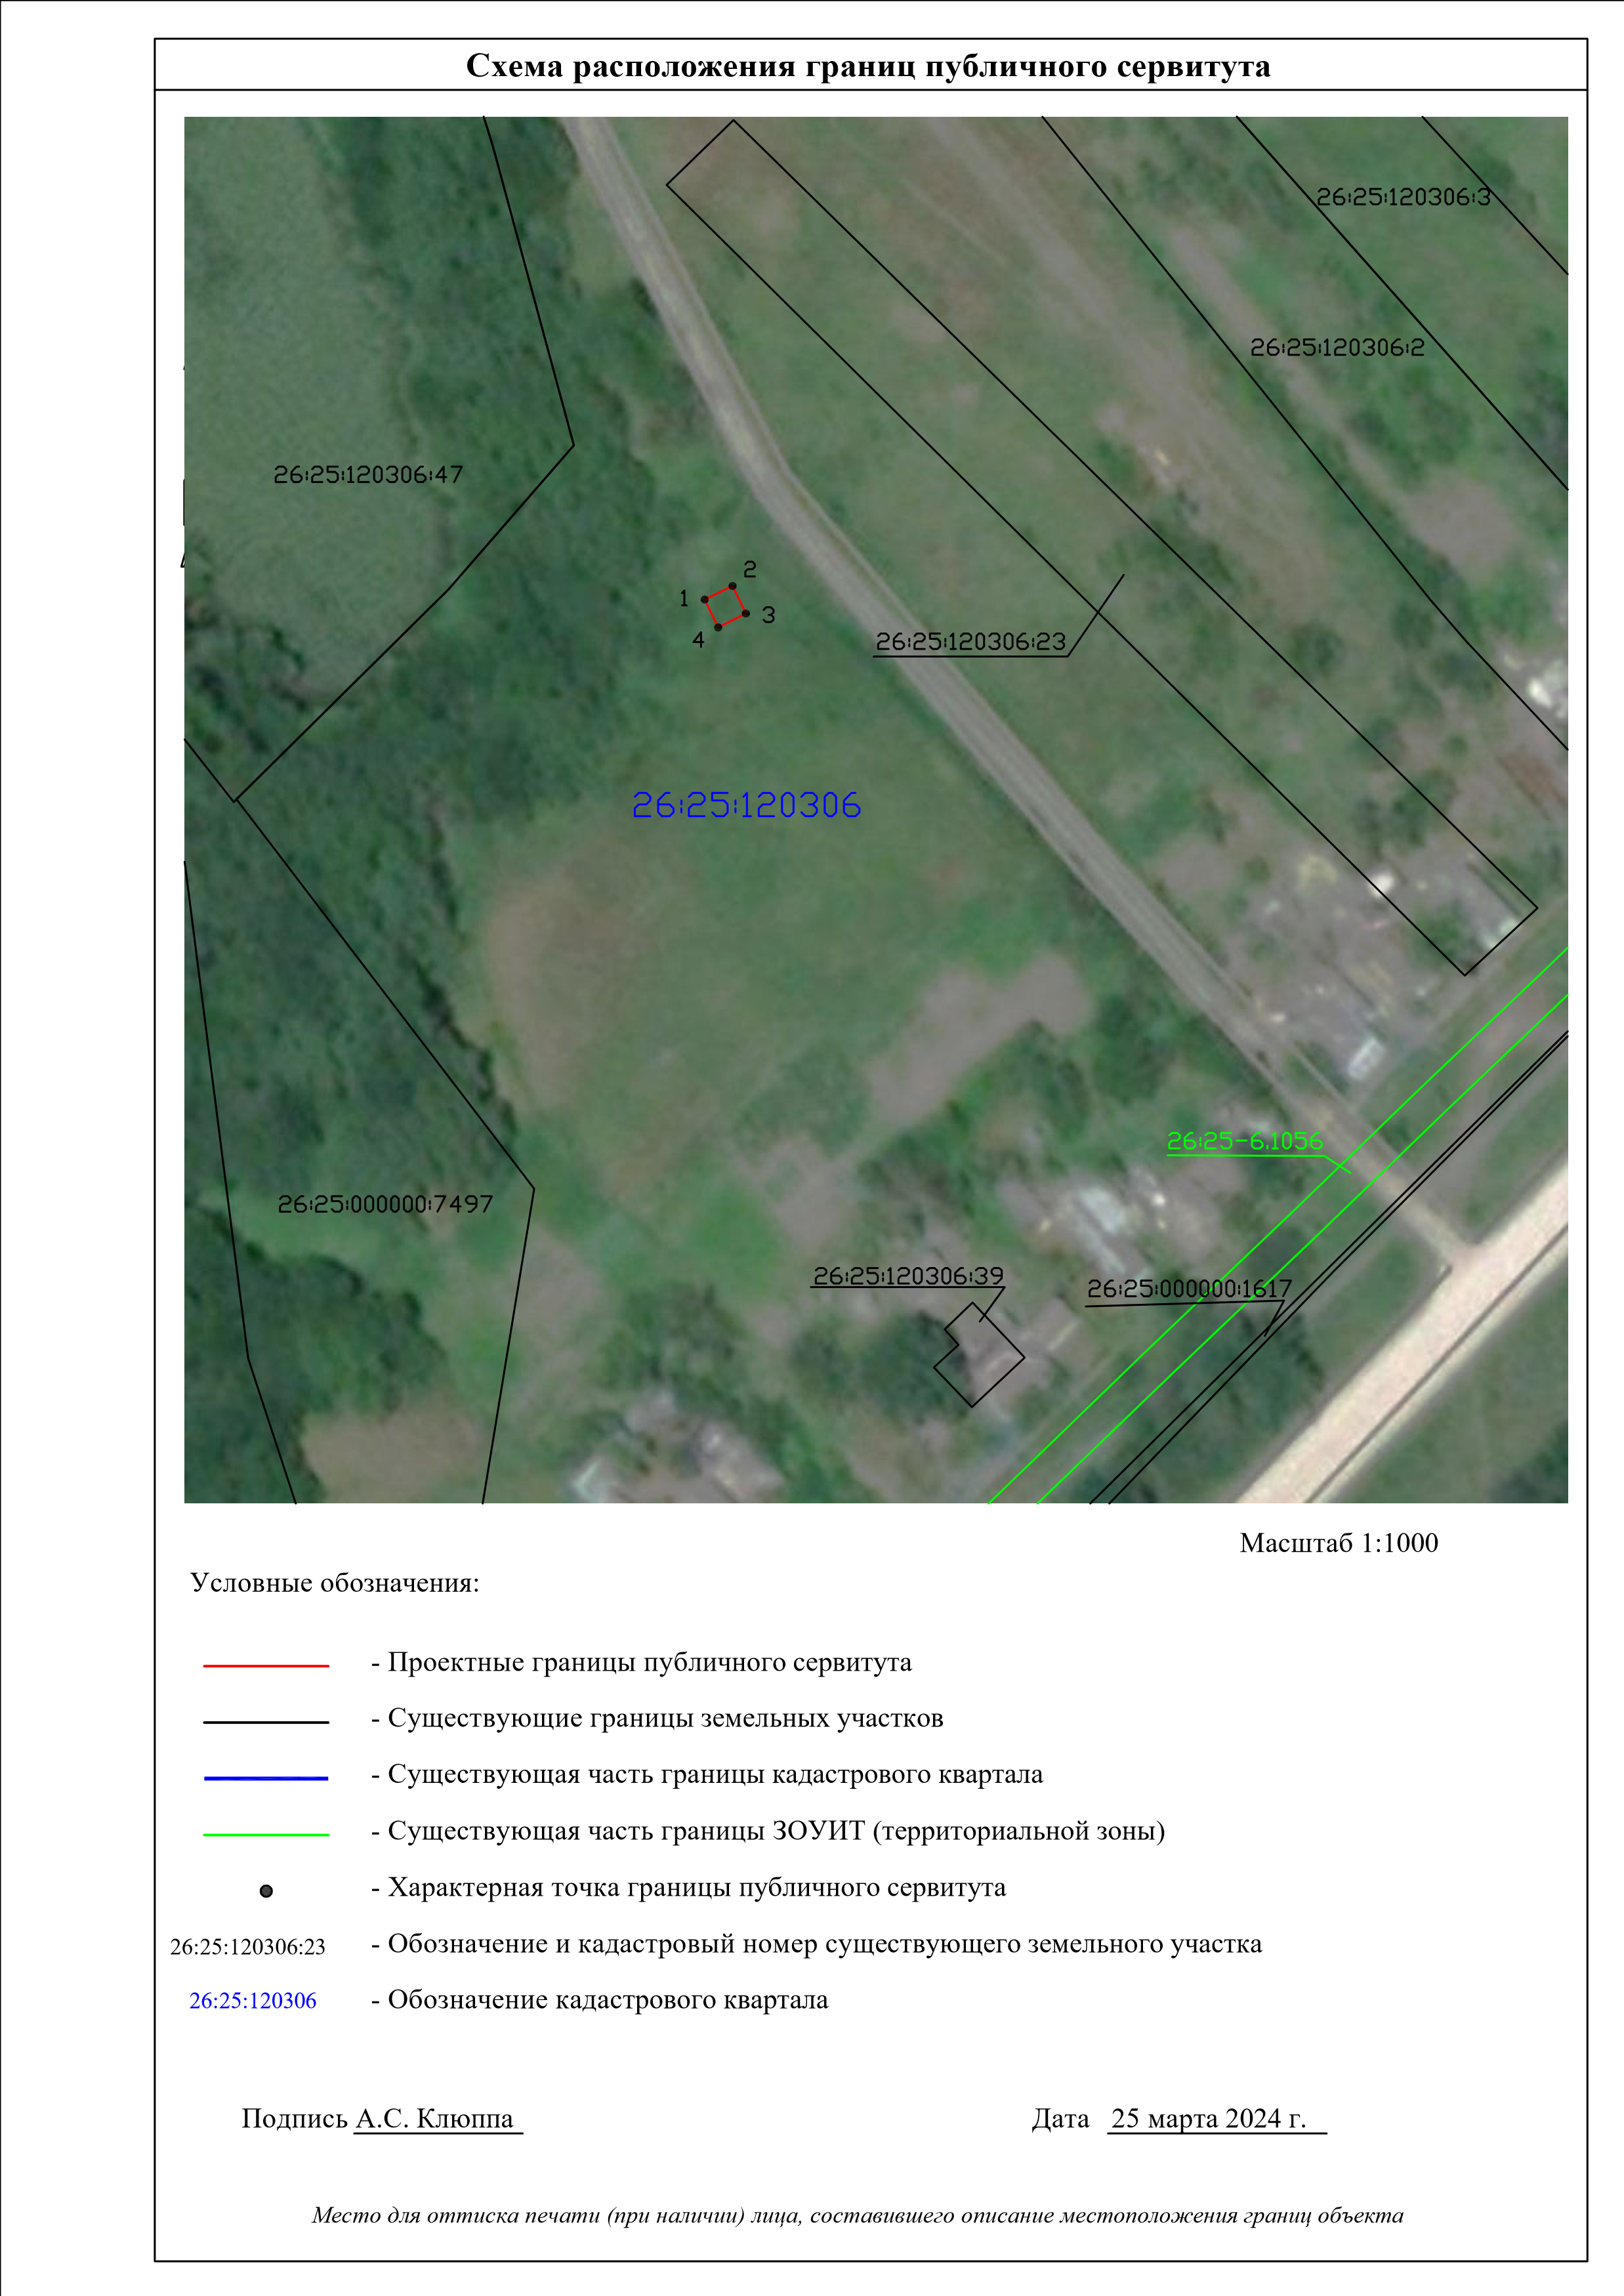 Схема расположения границ публичного сервитута
26:25:120306:3
26:25:120306:2
26:25:120306:47
2
1
3
4
26:25:120306:23
26:25:120306
26:25-6.1056
26:25:000000:7497
26:25:120306:39
26:25:000000:1617
Масштаб 1:1000
Условные обозначения:
- Проектные границы публичного сервитута
- Существующие границы земельных участков
- Существующая часть границы кадастрового квартала
- Существующая часть границы ЗОУИТ (территориальной зоны)
- Характерная точка границы публичного сервитута
26:25:120306:23 - Обозначение и кадастровый номер существующего земельного участка
26:25:120306 - Обозначение кадастрового квартала
Подпись А.С. Клюппа Дата 25 марта 2024 г.
Место для оттиска печати (при наличии) лица, составившего описание местоположения границ объекта